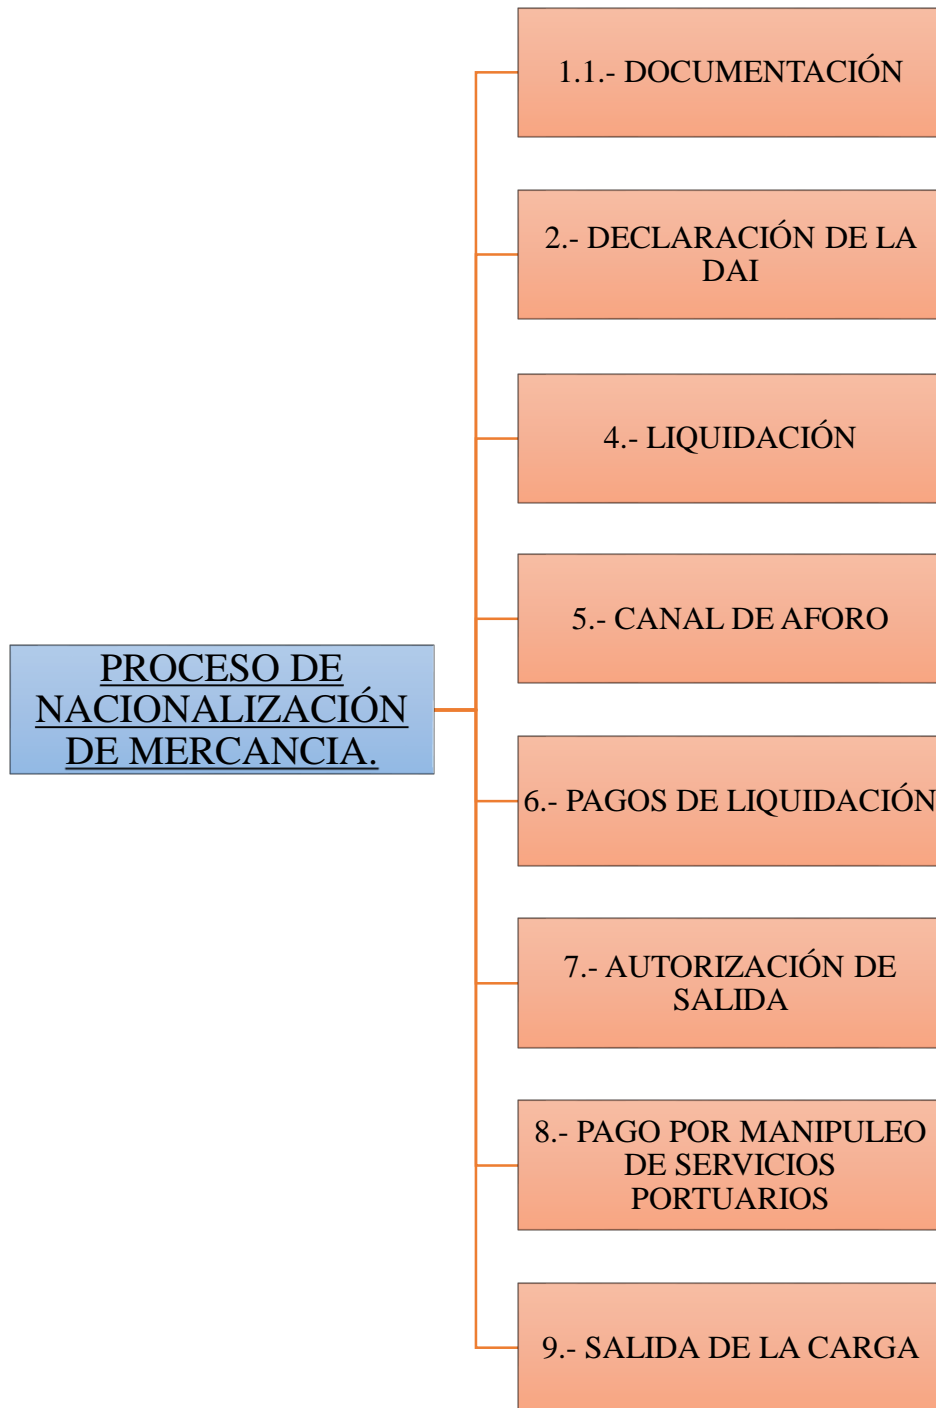 PROCESO DE
NACIONALIZACIÓN
DE MERCANCIA.
1.1.- DOCUMENTACIÓN
2.- DECLARACIÓN DE LA
DAI
4.- LIQUIDACIÓN
5.- CANAL DE AFORO
6.- PAGOS DE LIQUIDACIÓN
7.- AUTORIZACIÓN DE
SALIDA
8.- PAGO POR MANIPULEO
DE SERVICIOS
PORTUARIOS
9.- SALIDA DE LA CARGA